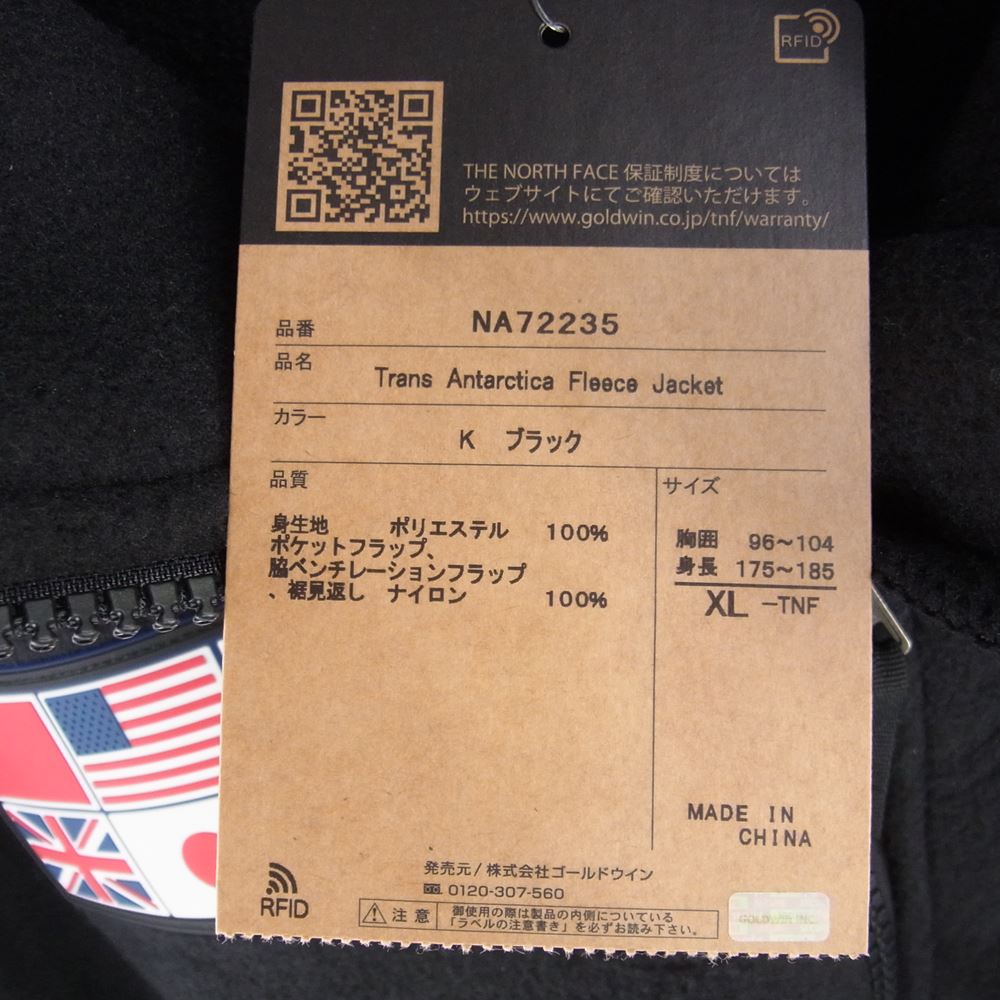 RFID
THE NORTH FACE 保証制度については
ウェブサイトにてご確認いただけます。
https://www.goldwin.co.jp/tnf/warranty/
品番 NA72235
品名 Trans Antarctica Fleece Jacket
カラー K ブラック
品質
身生地 ポリエステル 100%
ポケットフラップ、
脇ベンチレーションフラップ
、裾見返し ナイロン 100%
サイズ
胸囲 96～104
身長 175～185
XL -TNF
MADE IN
CHINA
RFID
発売元/株式会社ゴールドウイン
0120-307-560
注意
御使用の際は製品の内側についている
「ラベルの注意書き」を必ずお読み下さい。
GOLDWIN INC.